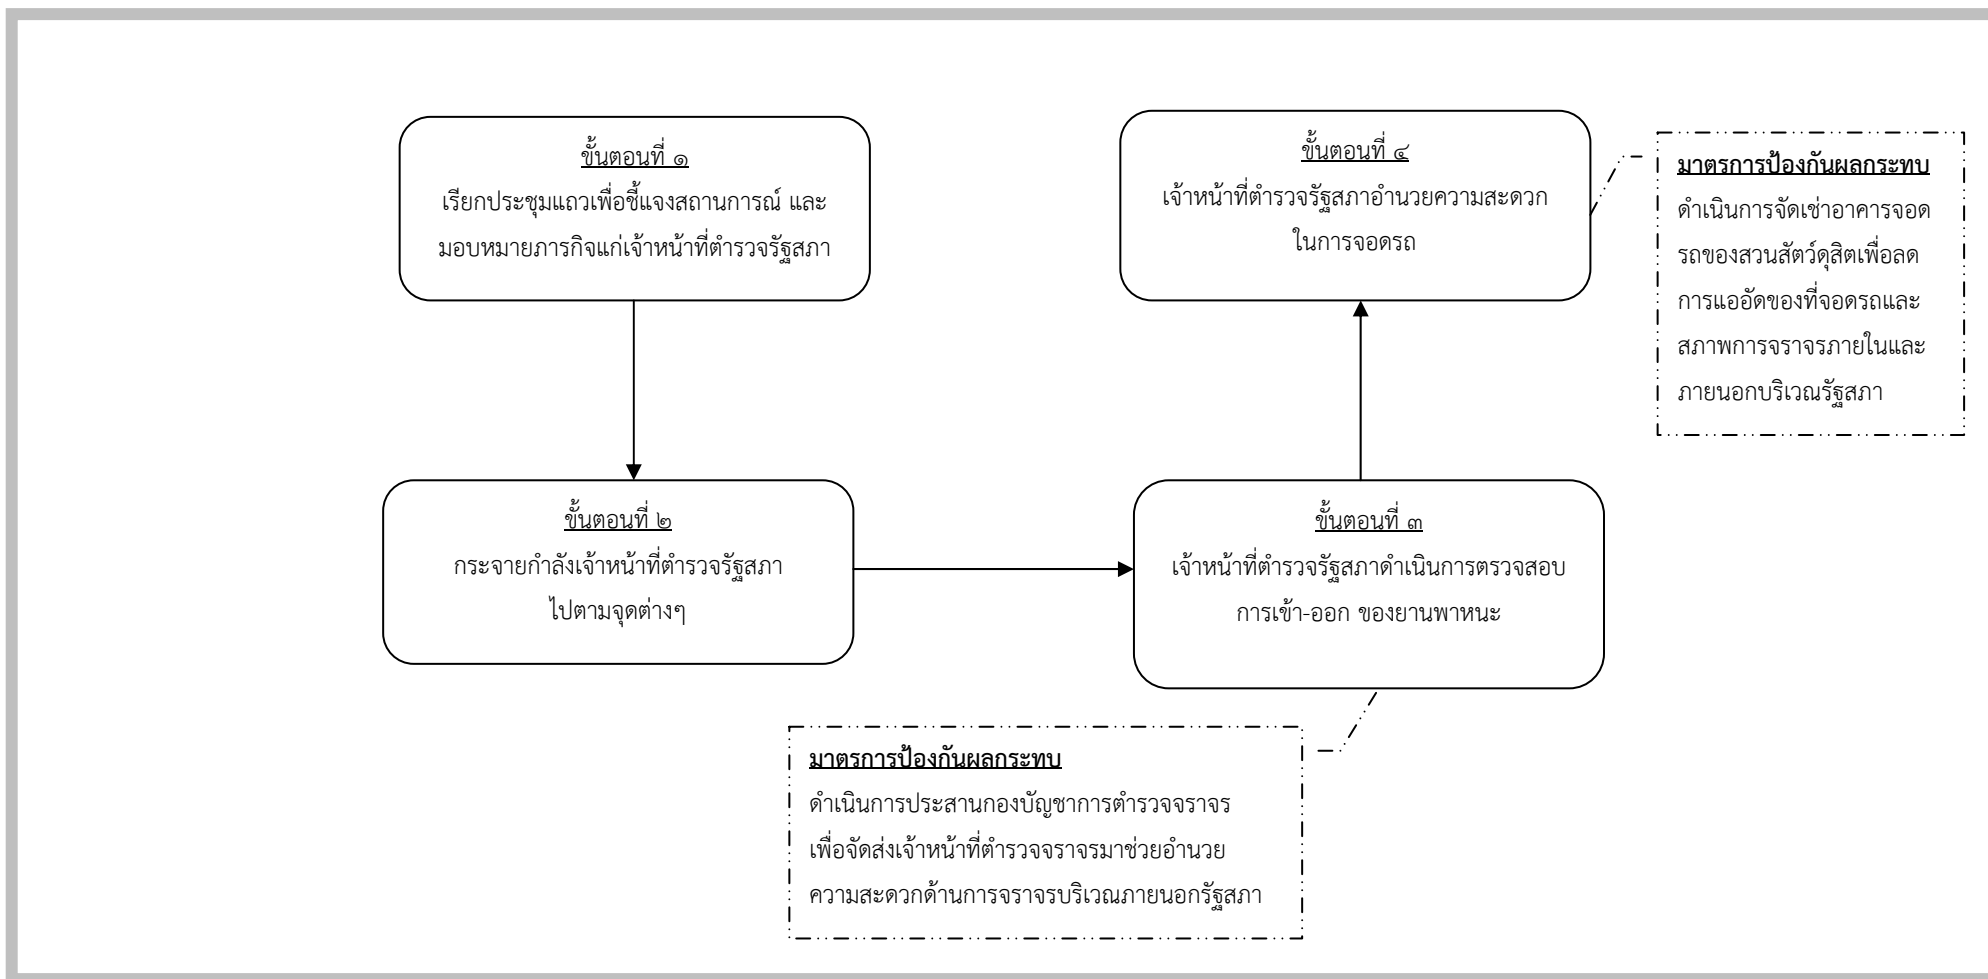 ขั้นตอนที่ ๑
เรียกประชุมแถวเพื่อชี้แจงสถานการณ์ และ
มอบหมายภารกิจแก่เจ้าหน้าที่ตำรวจรัฐสภา
ขั้นตอนที่ ๒
กระจายกำลังเจ้าหน้าที่ตำรวจรัฐสภา
ไปตามจุดต่างๆ
ขั้นตอนที่ ๓
เจ้าหน้าที่ตำรวจรัฐสภาดำเนินการตรวจสอบ
การเข้า-ออก ของยานพาหนะ
มาตรการป้องกันผลกระทบ
ดำเนินการประสานกองบัญชาการตำรวจจราจร
เพื่อจัดส่งเจ้าหน้าที่ตำรวจจราจรมาช่วยอำนวย
ความสะดวกด้านการจราจรบริเวณภายนอกรัฐสภา
ขั้นตอนที่ ๔
เจ้าหน้าที่ตำรวจรัฐสภาอำนวยความสะดวก
ในการจอดรถ
มาตรการป้องกันผลกระทบ
ดำเนินการจัดเช่าอาคารจอด
รถของสวนสัตว์ดุสิตเพื่อลด
การแออัดของที่จอดรถและ
สภาพการจราจรภายในและ
ภายนอกบริเวณรัฐสภา